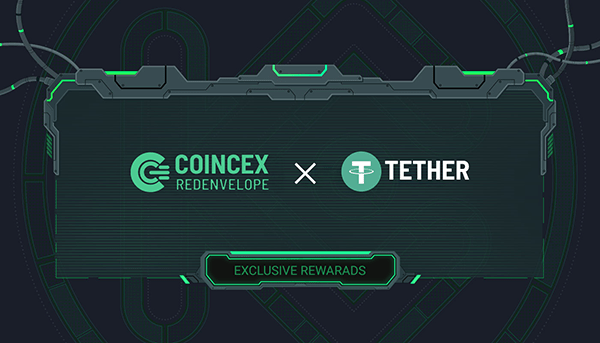 COINCEX
REDENVELOPE
×
TETHER
EXCLUSIVE REWARADS